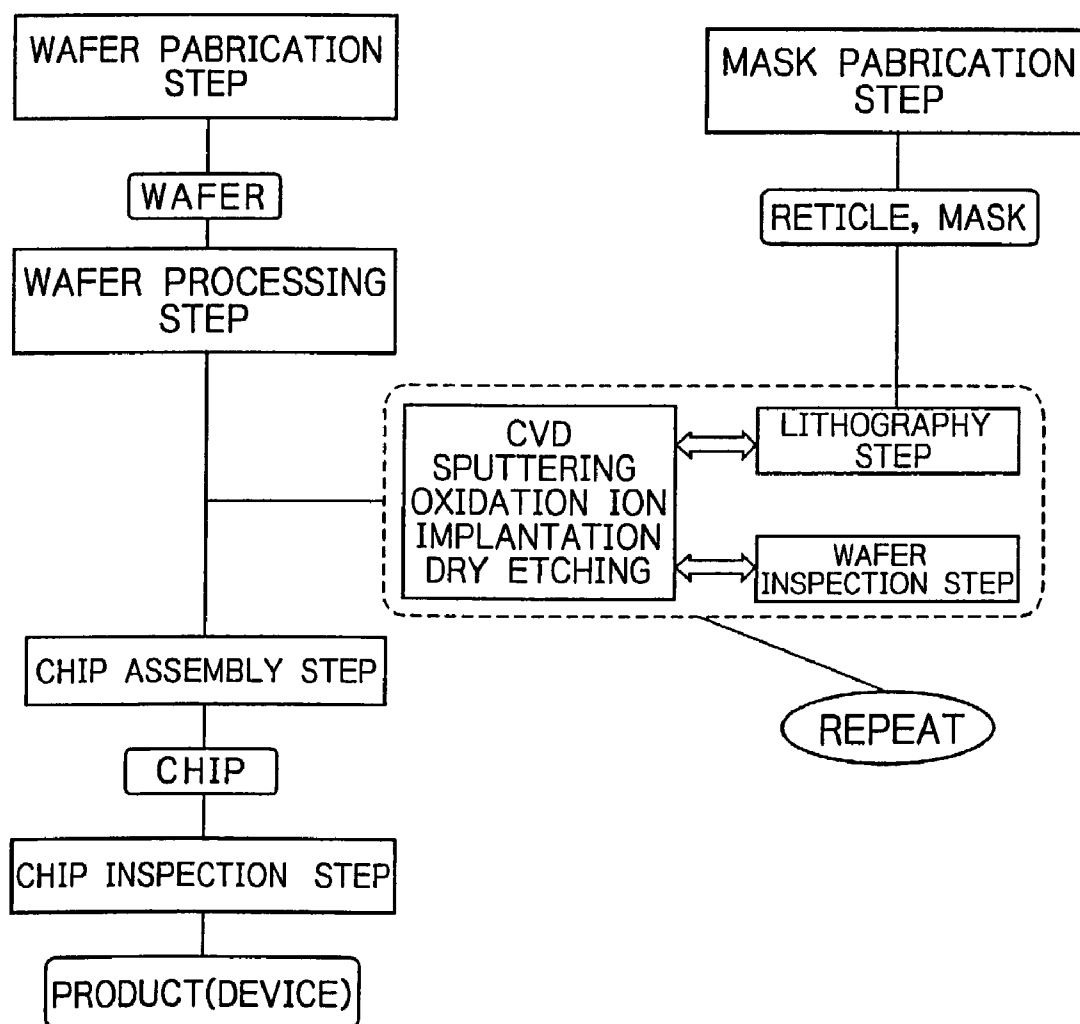 WAFER PABRICATION
STEP
WAFER
WAFER PROCESSING
STEP
MASK PABRICATION
STEP
RETICLE, MASK
CVD
SPUTTERING
OXIDATION ION
IMPLANTATION
DRY ETCHING
LITHOGRAPHY
STEP
WAFER
INSPECTION STEP
REPEAT
CHIP ASSEMBLY STEP
CHIP
CHIP INSPECTION STEP
PRODUCT(DEVICE)